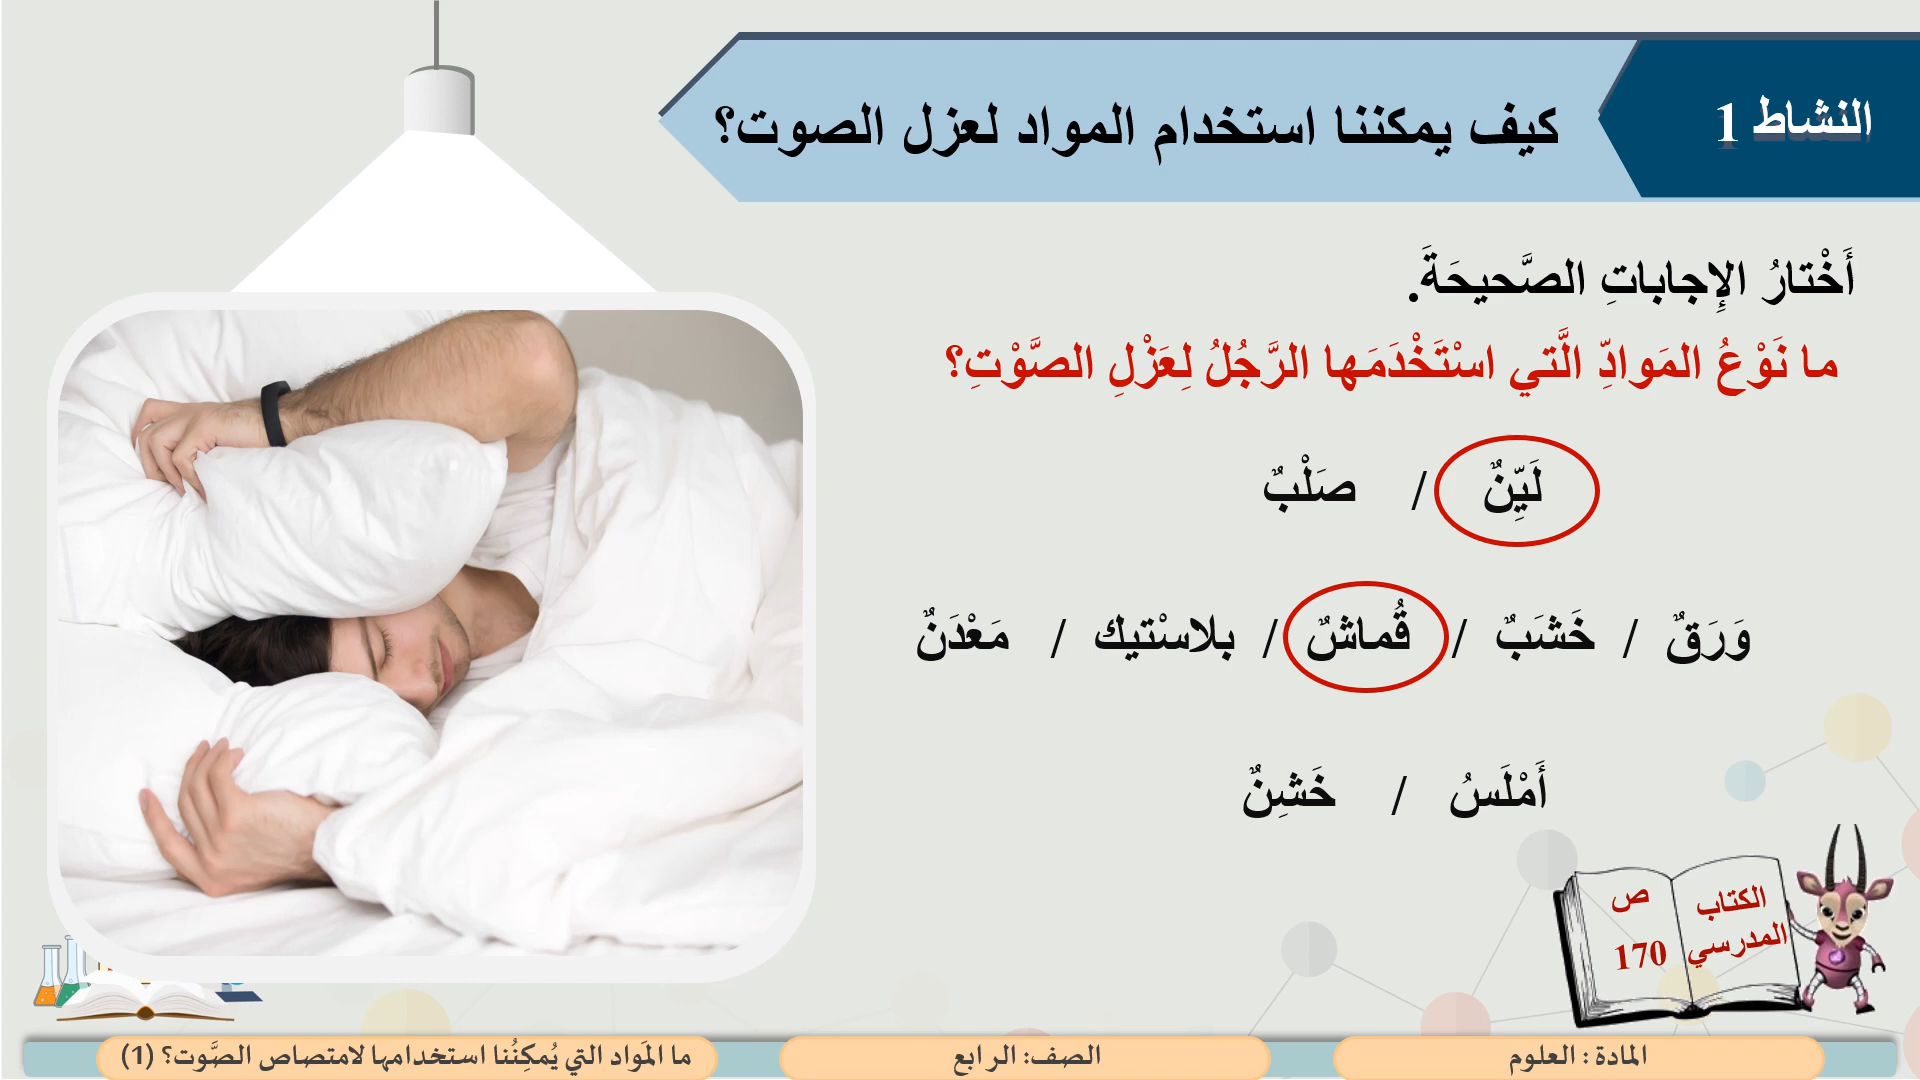 النشاط 1
كيف يمكننا استخدام المواد لعزل الصوت؟
أَخْتارُ الإِجاباتِ الصَّحيحَةَ.
ما نَوْعُ المَوادِّ الَّتي اسْتَخْدَمَها الرَّجُلُ لِعَزْلِ الصَّوْتِ؟
لَيِّنٌ / صَلْبٌ
وَرَقٌ / خَشَبٌ / قُماشٌ / بلاسْتيك / مَعْدَنٌ
أَمْلَسُ / خَشِنٌ
الكتاب
المدرسي
ص
170
المادة : العلوم
الصف: الرابع
ما المَواد التي يُمكِنُنا استخدامها لامتصاص الصَّوت؟ (1)